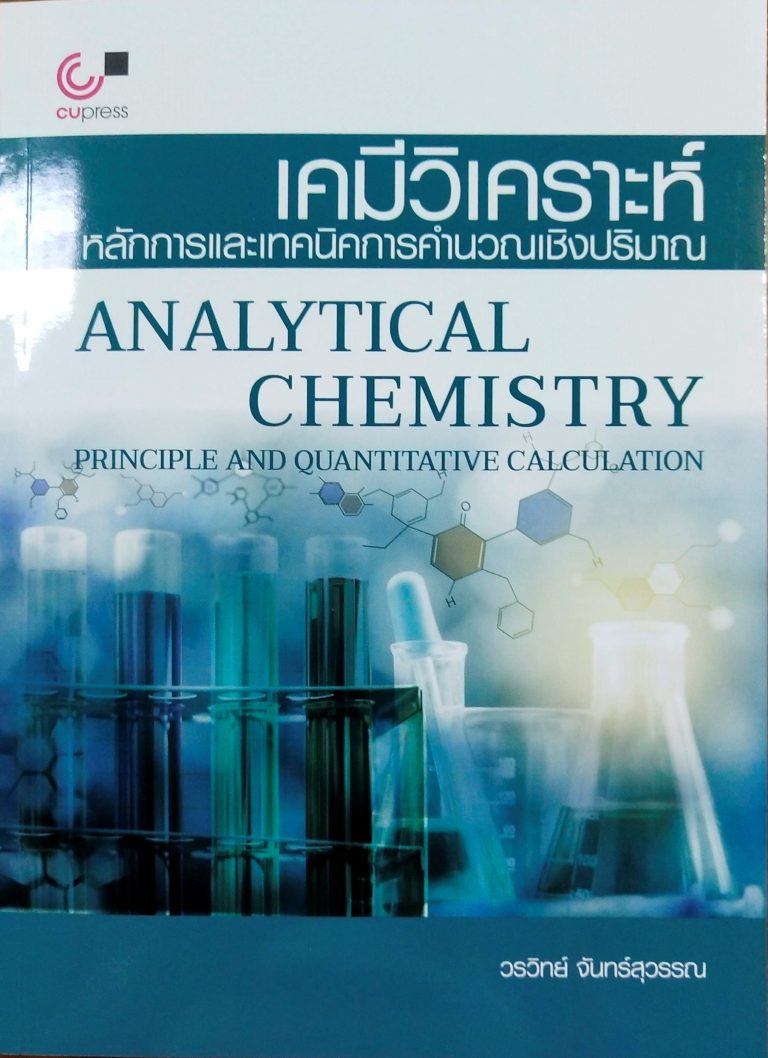 cupress
เคมีวิเคราะห์
หลักการและเทคนิคการคำนวณเชิงปริมาณ
ANALYTICAL
CHEMISTRY
PRINCIPLE AND QUANTITATIVE CALCULATION
H
O
H
H
วรวิทย์ จันทร์สุวรรณ